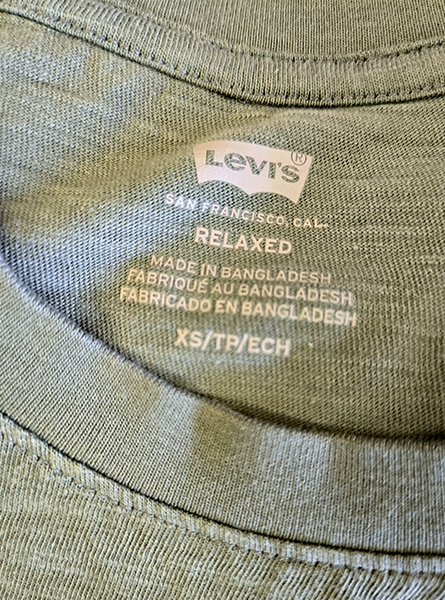 Levi's®
SAN FRANCISCO, CAL.
RELAXED
MADE IN BANGLADESH
FABRIQUÉ AU BANGLADESH
FABRICADO EN BANGLADESH
XS/TP/ECH